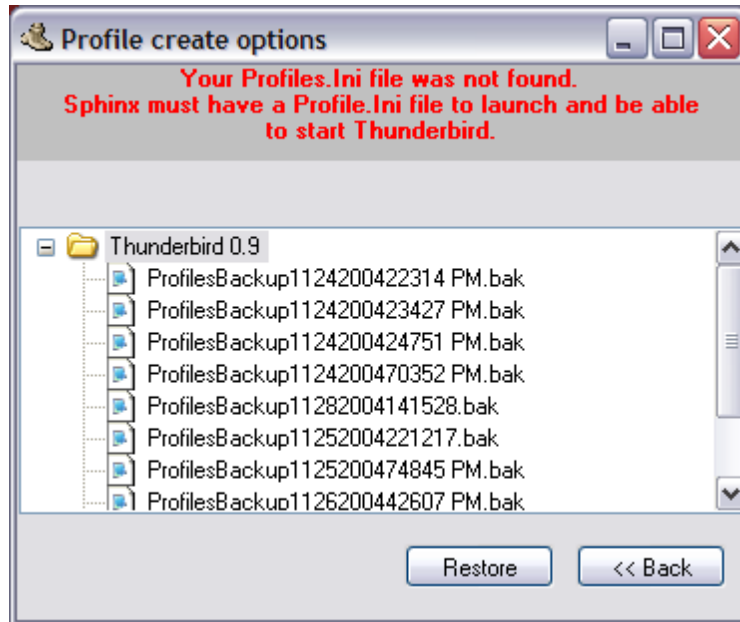 Profile create options
Your Profiles.Ini file was not found.
Sphinx must have a Profile.Ini file to launch and be able
to start Thunderbird.
Thunderbird 0.9
ProfilesBackup1124200422314 PM.bak
ProfilesBackup1124200423427 PM.bak
ProfilesBackup1124200424751 PM.bak
ProfilesBackup1124200470352 PM.bak
ProfilesBackup11282004141528.bak
ProfilesBackup11252004221217.bak
ProfilesBackup1125200474845 PM.bak
ProfilesBackup1126200442607 PM.bak
Restore
<< Back